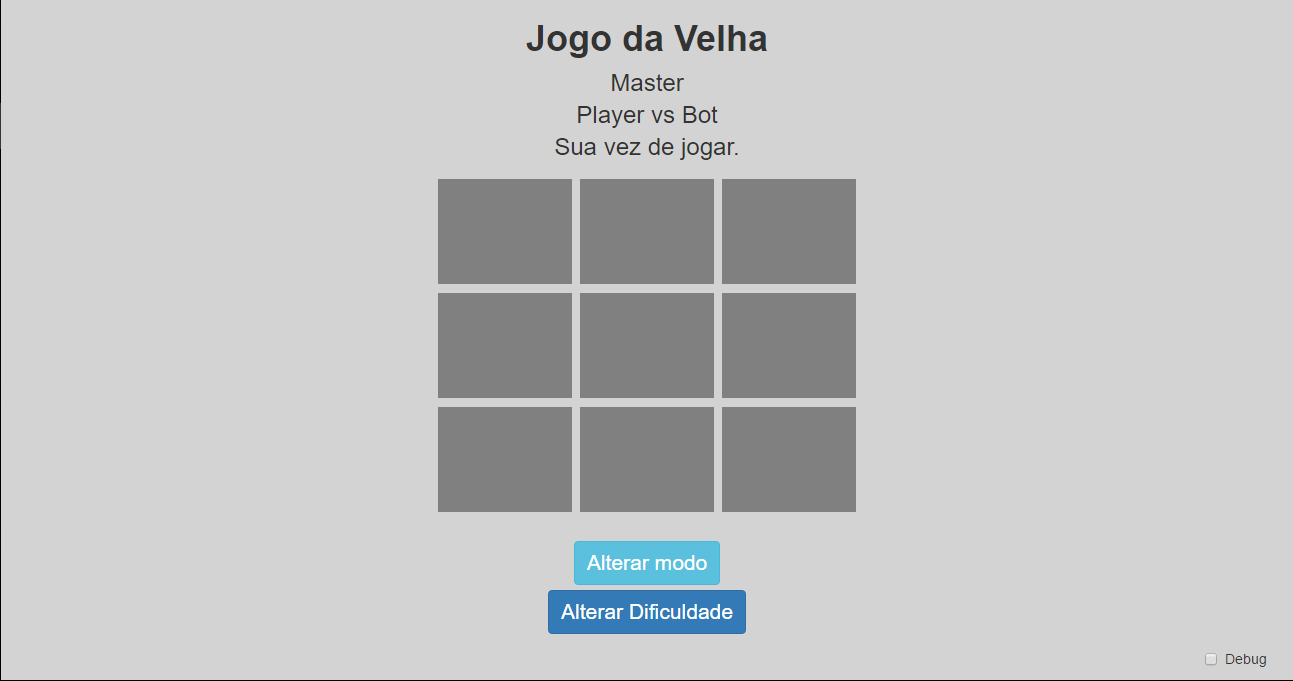 Jogo da Velha
Master
Player vs Bot
Sua vez de jogar.
Alterar modo
Alterar Dificuldade
Debug